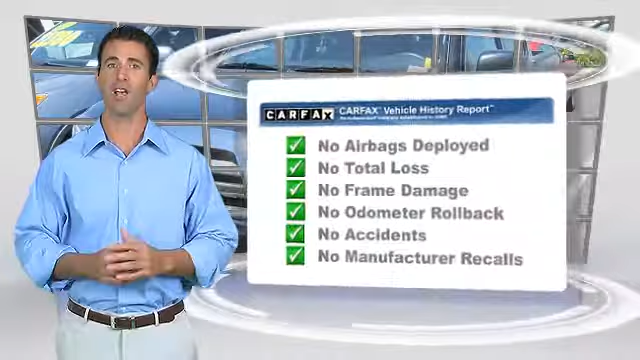 CARFAX CARFAX Vehicle History Report™
No Airbags Deployed
No Total Loss
No Frame Damage
No Odometer Rollback
No Accidents
No Manufacturer Recalls